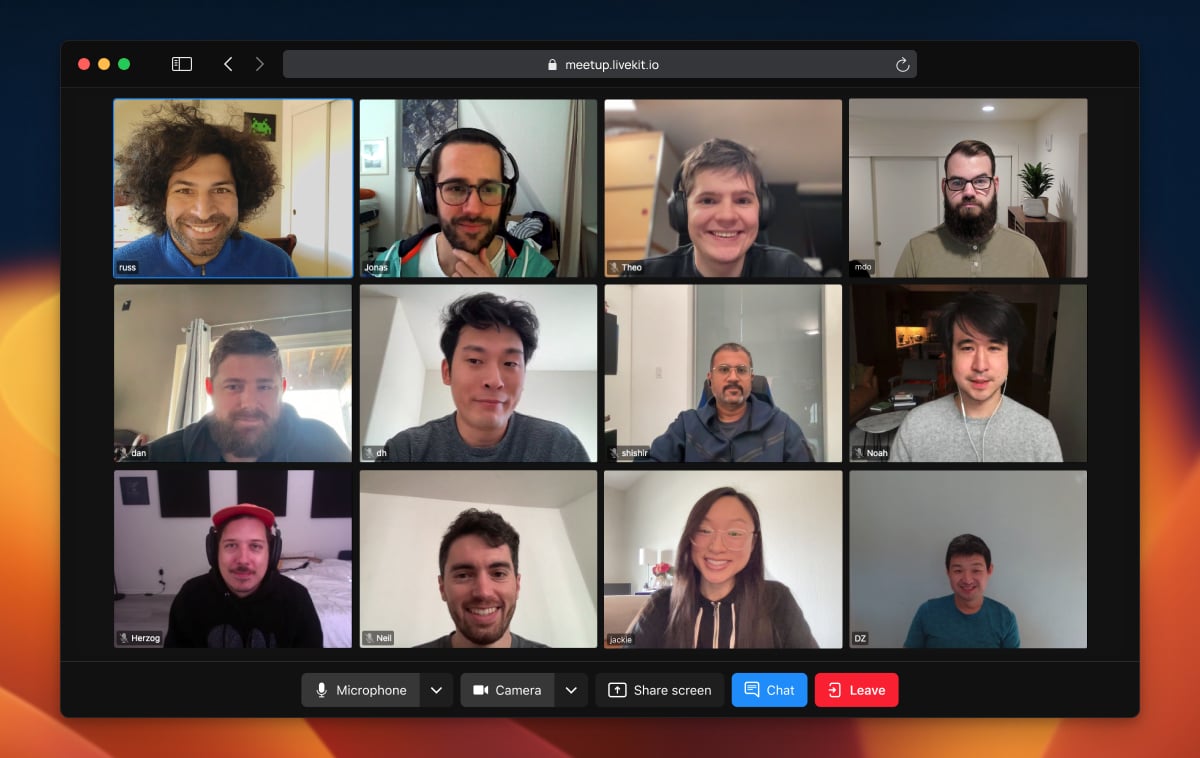 meetup.livekit.io
russ
Jonas
Theo
mdo
dan
dh
shishir
Noah
Herzog
Neil
jackie
DZ
Microphone
Camera
Share screen
Chat
Leave